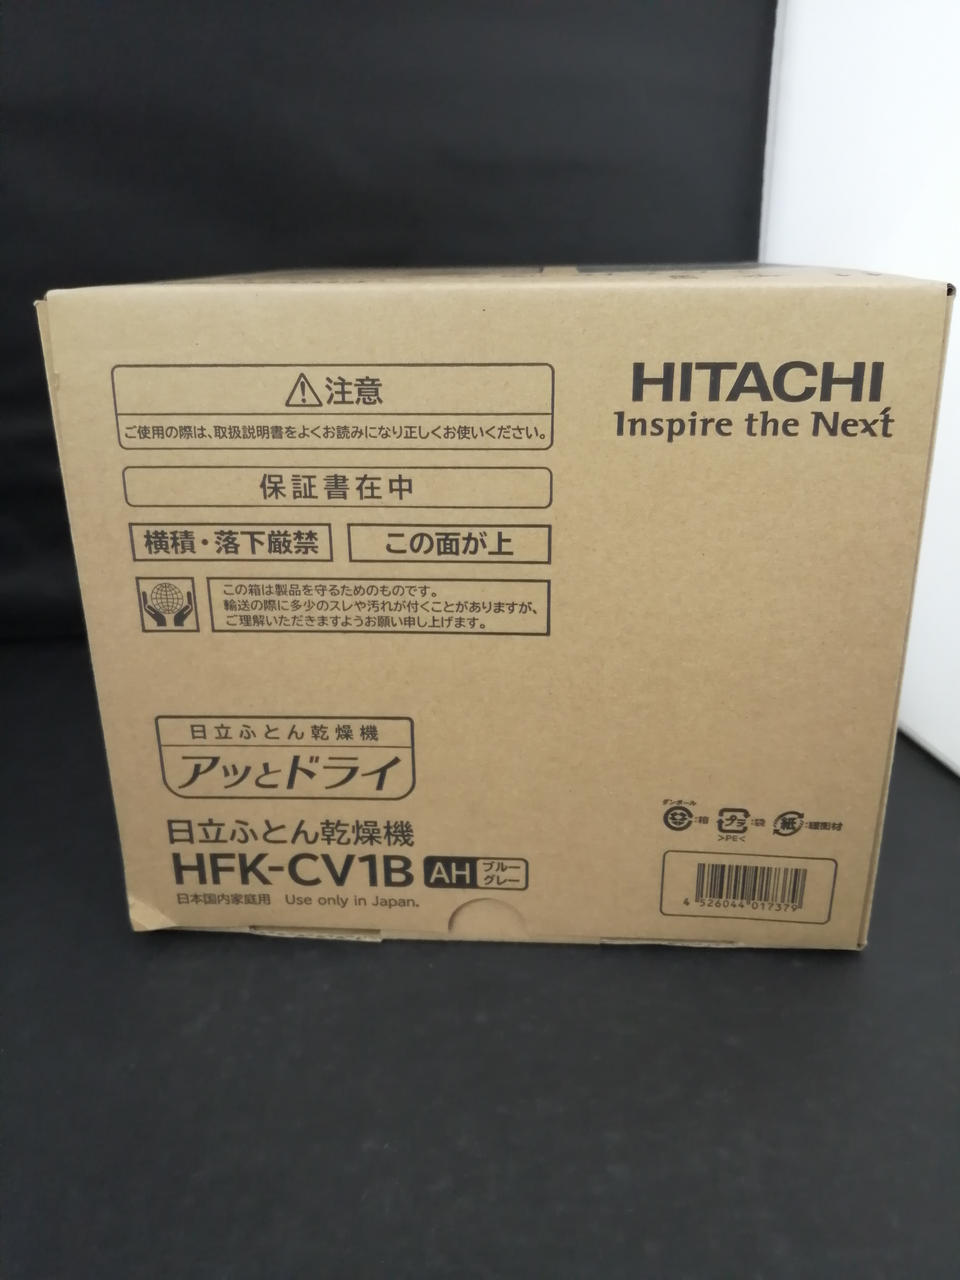 注意
ご使用の際は、取扱説明書をよくお読みになり正しくお使いください。
保証書在中
横積・落下厳禁
この面が上
この箱は製品を守るためのものです。
輸送の際に多少のスレや汚れが付くことがありますが、
ご理解いただきますようお願い申し上げます。
HITACHI
Inspire the Next
日立ふとん乾燥機
アッとドライ
日立ふとん乾燥機
HFK-CV1B AH ブルー
グレー
日本国内家庭用 Use only in Japan.
ダンボール
:箱 プラ :袋 紙 :緩衝材
>PE<
4 526044 017379